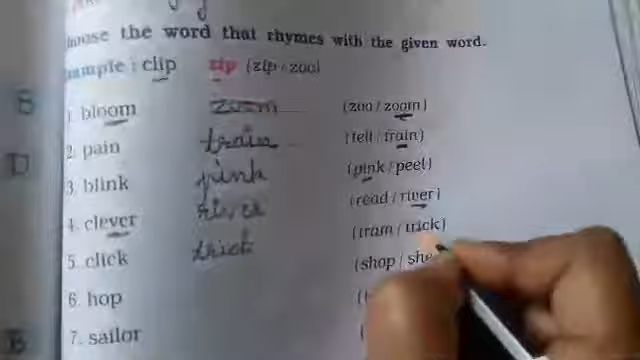 hoose the word that rhymes with the given word.
ample : clip zip (zip / zoo)
1. bloom zoom (zoo / zoom)
2. pain train (tell / train)
3. blink pink (pink / peel)
4. clever river (read / river)
5. click trick (tram / trick)
6. hop (shop / she
7. sailor
B